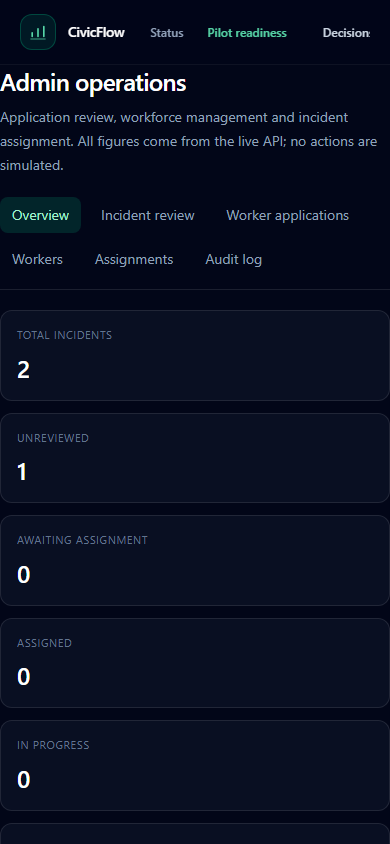 CivicFlow Status Pilot readiness Decision
Admin operations
Application review, workforce management and incident
assignment. All figures come from the live API; no actions are
simulated.
Overview Incident review Worker applications
Workers Assignments Audit log
TOTAL INCIDENTS
2
UNREVIEWED
1
AWAITING ASSIGNMENT
0
ASSIGNED
0
IN PROGRESS
0